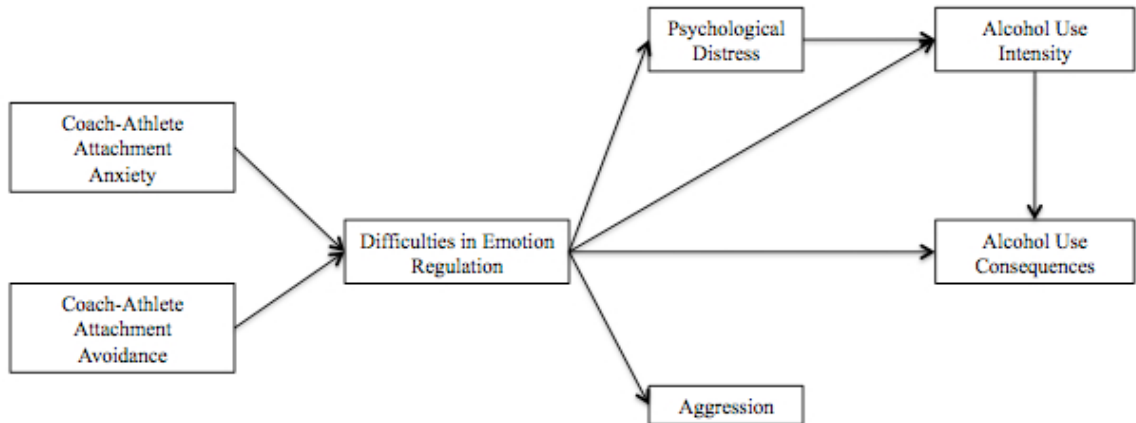 Psychological
Distress
Alcohol Use
Intensity
Coach-Athlete
Attachment
Anxiety
Difficulties in Emotion
Regulation
Alcohol Use
Consequences
Coach-Athlete
Attachment
Avoidance
Aggression